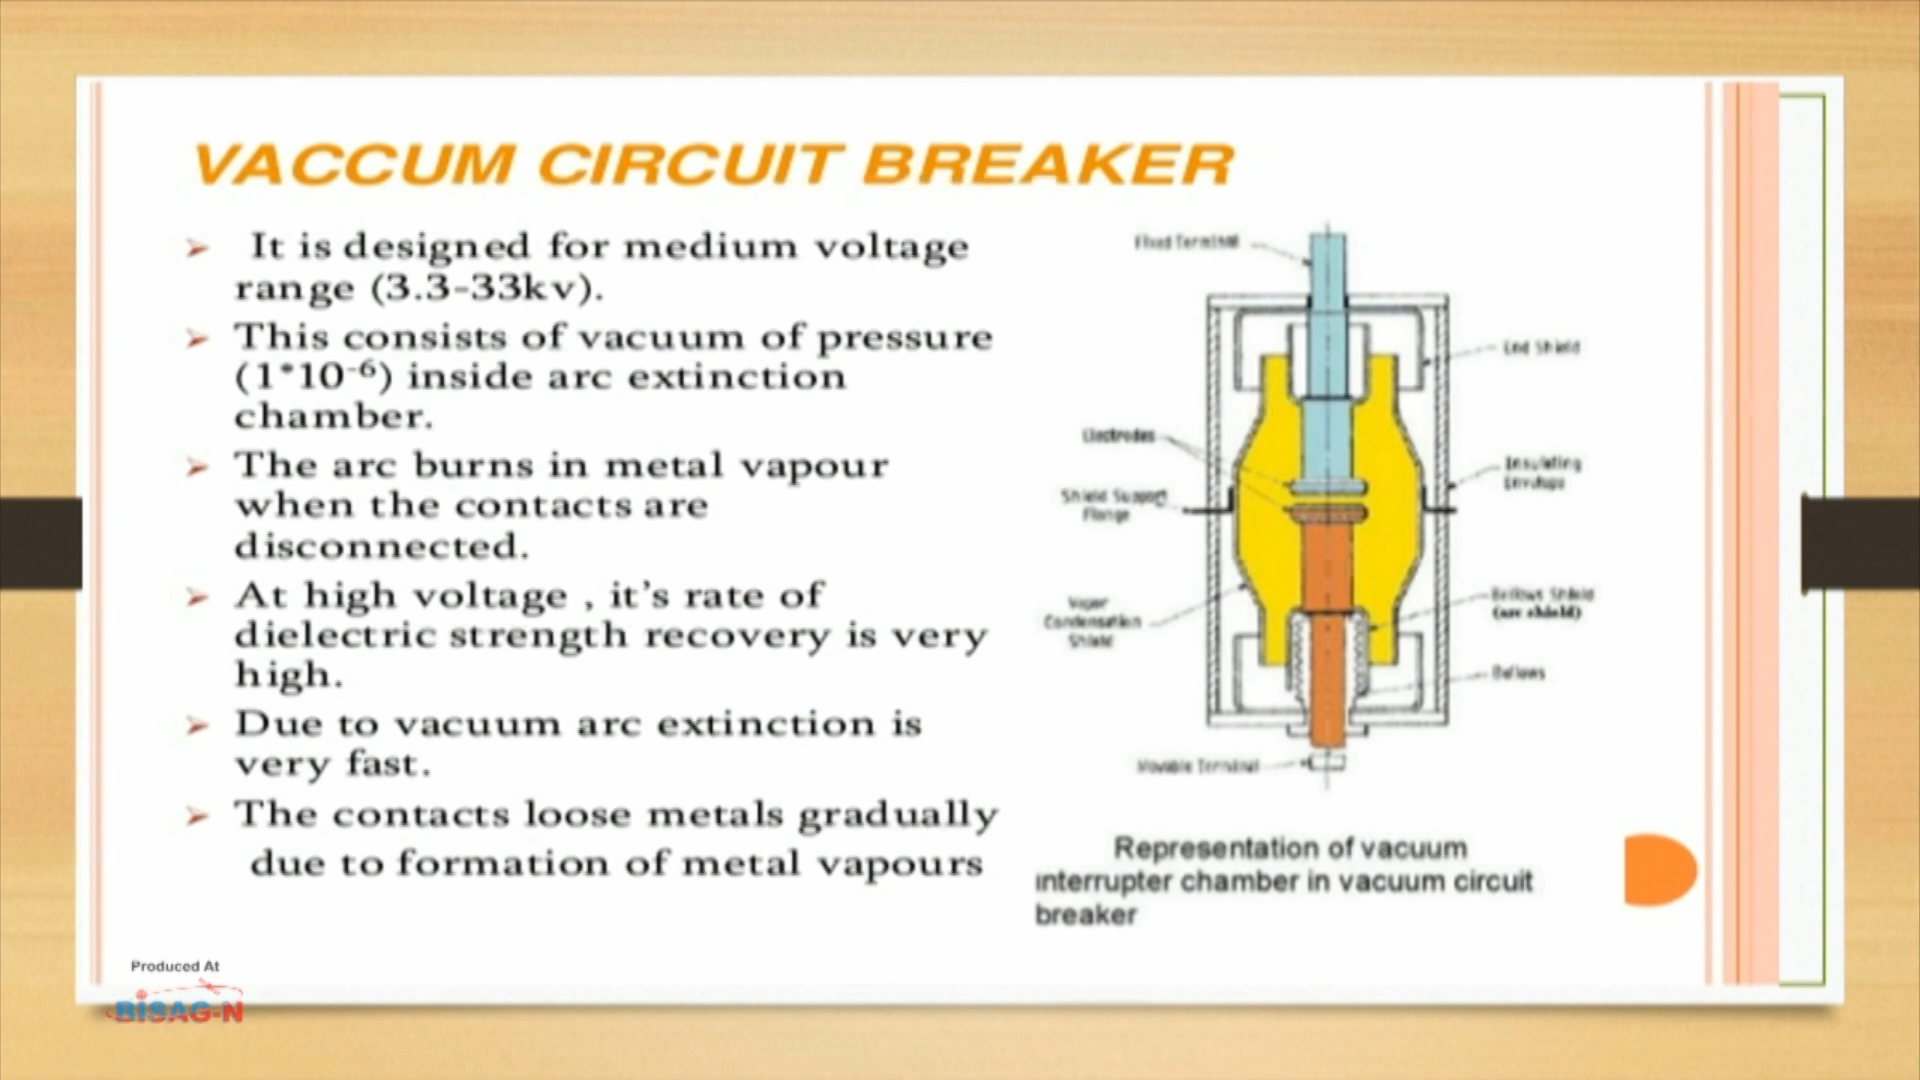 VACCUM CIRCUIT BREAKER
➢ It is designed for medium voltage
range (3.3-33kv).
➢ This consists of vacuum of pressure
(1*10⁻⁶) inside arc extinction
chamber.
➢ The arc burns in metal vapour
when the contacts are
disconnected.
➢ At high voltage , it's rate of
dielectric strength recovery is very
high.
➢ Due to vacuum arc extinction is
very fast.
➢ The contacts loose metals gradually
due to formation of metal vapours
Fixed Terminal
End Shield
Electrodes
Insulating
Envelope
Shield Support
Flange
Vapor
Condensation
Shield
Bellows Shield
(arc shield)
Bellows
Movable Terminal
Representation of vacuum
interrupter chamber in vacuum circuit
breaker
Produced At
BISAG-N